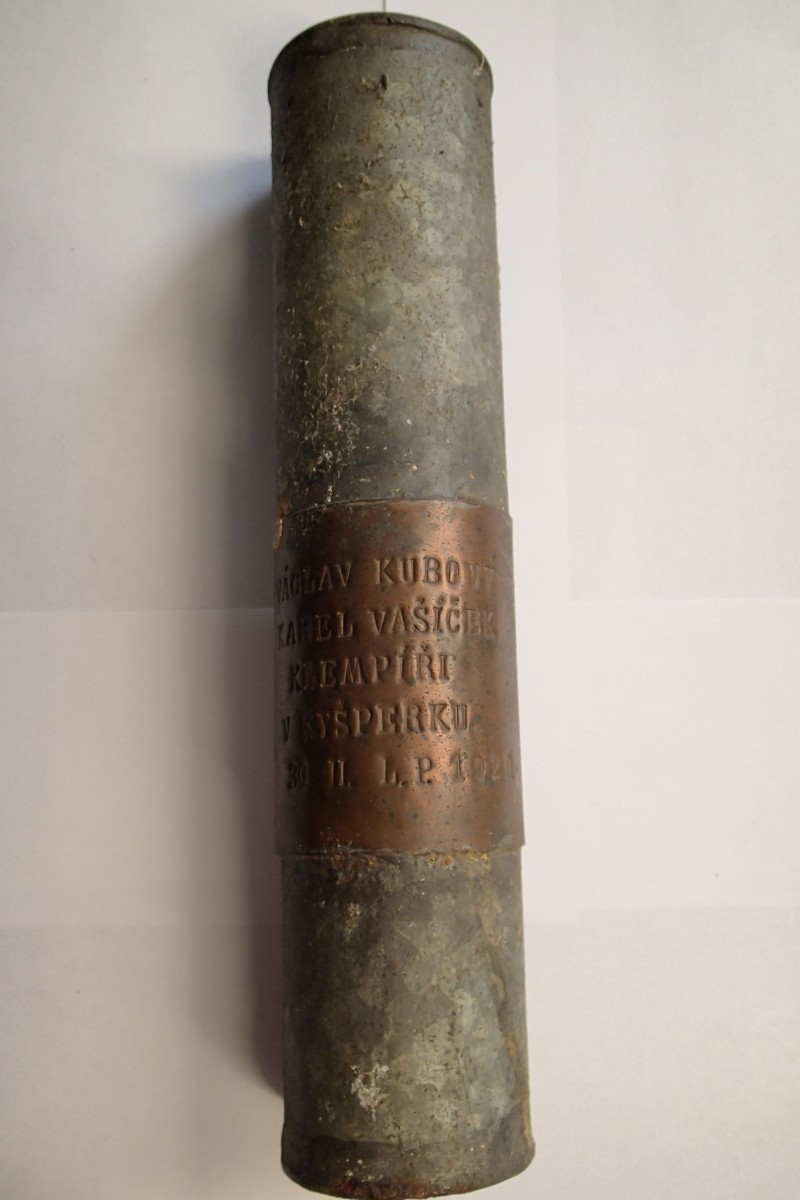 VÁCLAV KUBOVÝ
KAREL VAŠÍČEK
KLEMPÍŘI
V KYŠPERKU
30 II. L.P. 1921